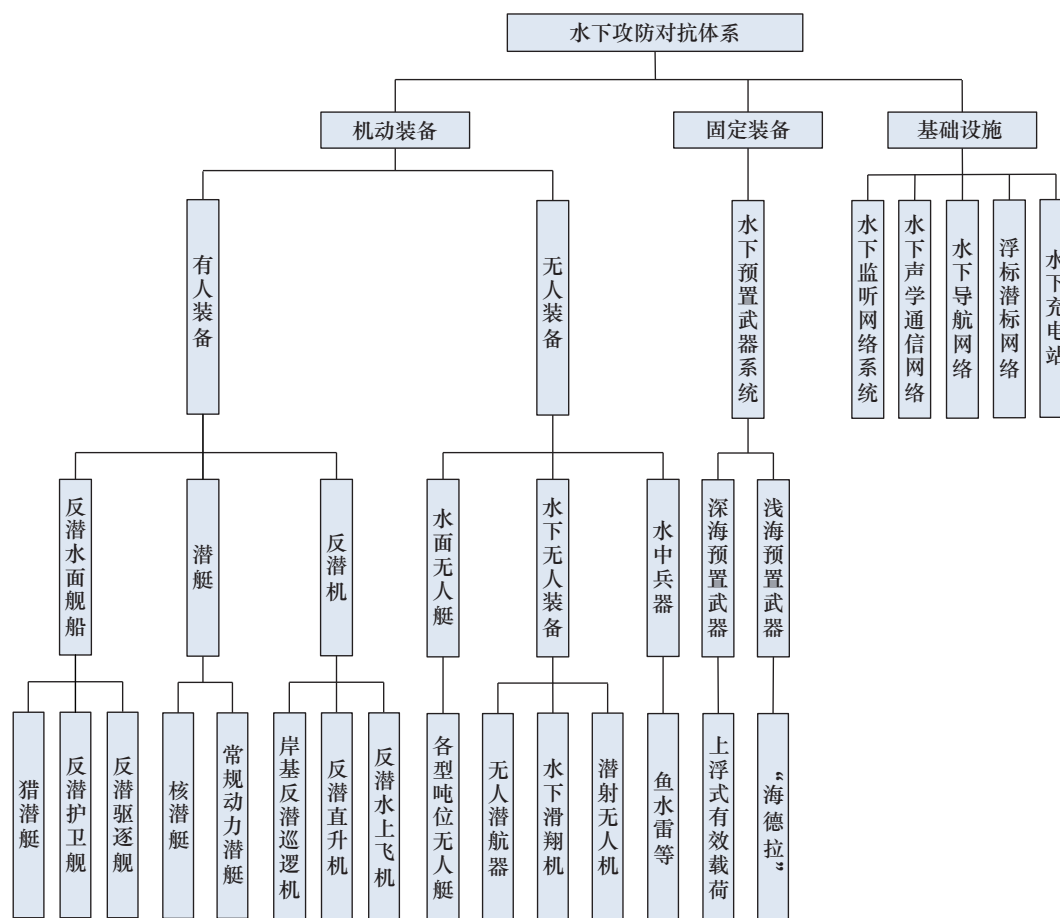 水下攻防对抗体系
机动装备
固定装备
基础设施
有人装备
无人装备
水下预置武器系统
水下监听网络系统
水下声学通信网络
水下导航网络
浮标潜标网络
水下充电站
反潜水面舰船
潜艇
反潜机
水面无人艇
水下无人装备
水中兵器
深海预置武器
浅海预置武器
猎潜艇
反潜护卫舰
反潜驱逐舰
核潜艇
常规动力潜艇
岸基反潜巡逻机
反潜直升机
反潜水上飞机
各型吨位无人艇
无人潜航器
水下滑翔机
潜射无人机
鱼水雷等
上浮式有效载荷
“海德拉”